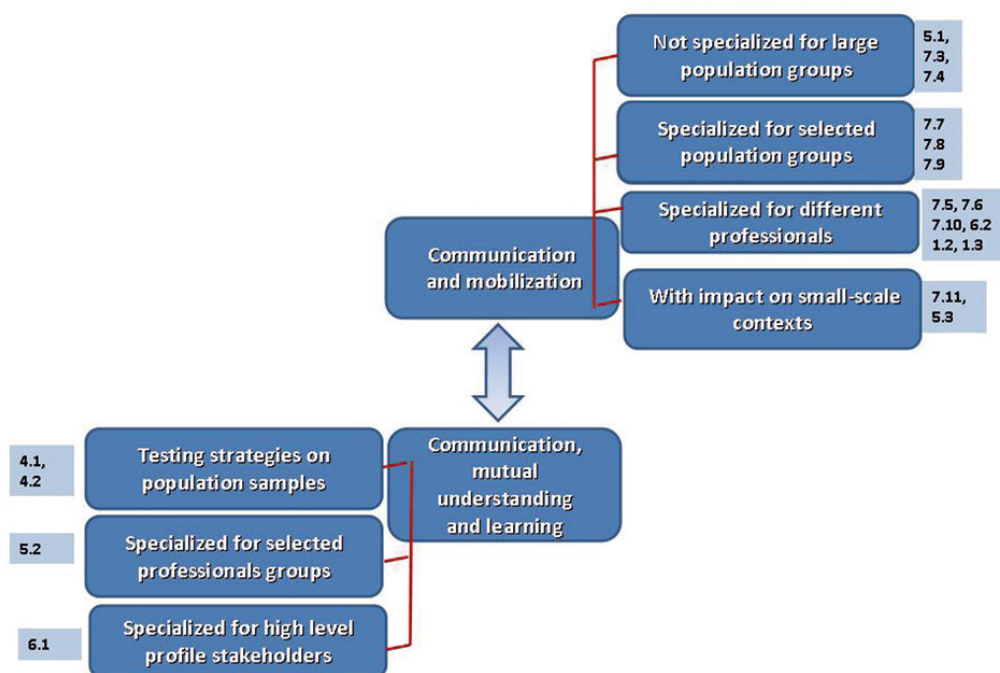 Not specialized for large
population groups
5.1,
7.3,
7.4
Specialized for selected
population groups
7.7
7.8
7.9
Specialized for different
professionals
7.5, 7.6
7.10, 6.2
1.2, 1.3
Communication
and mobilization
With impact on small-scale
contexts
7.11,
5.3
Communication,
mutual
understanding
and learning
4.1,
4.2
Testing strategies on
population samples
5.2
Specialized for selected
professionals groups
6.1
Specialized for high level
profile stakeholders